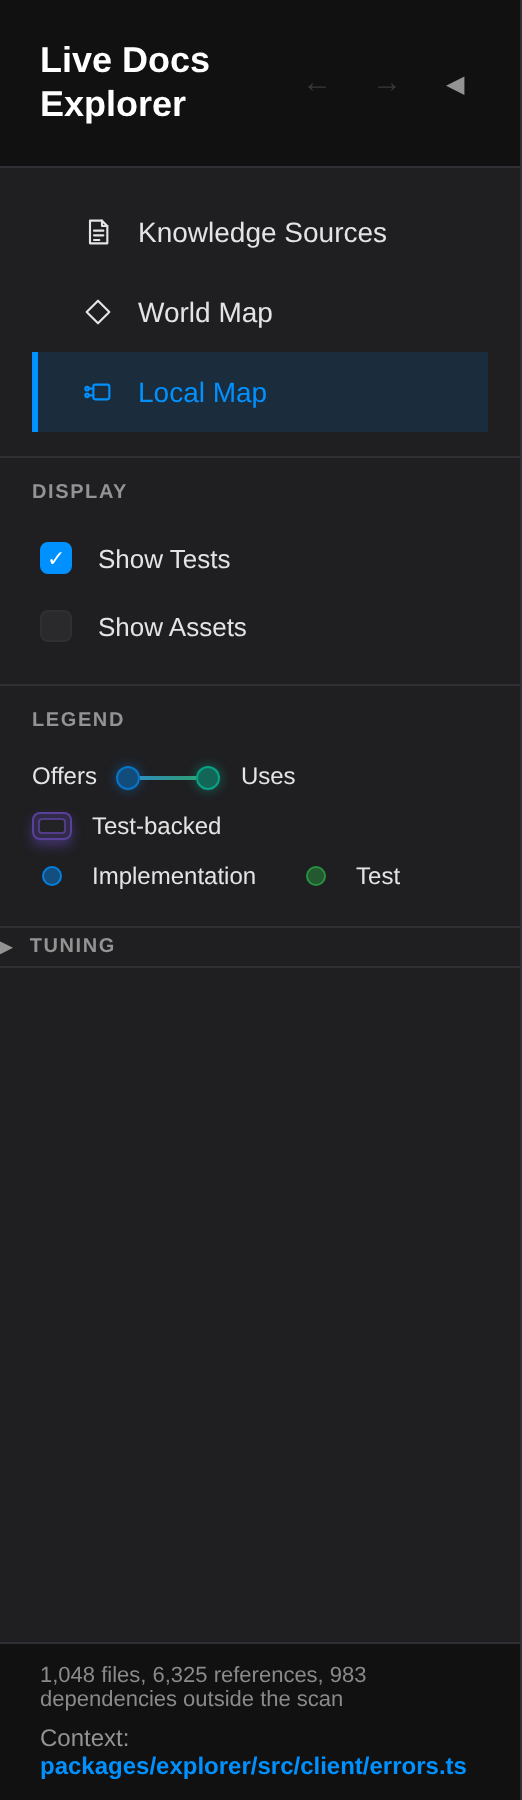 Live Docs
Explorer
← → ◀
Knowledge Sources
World Map
Local Map
DISPLAY
✓ Show Tests
Show Assets
LEGEND
Offers Uses
Test-backed
Implementation Test
▶ TUNING
1,048 files, 6,325 references, 983
dependencies outside the scan
Context:
packages/explorer/src/client/errors.ts